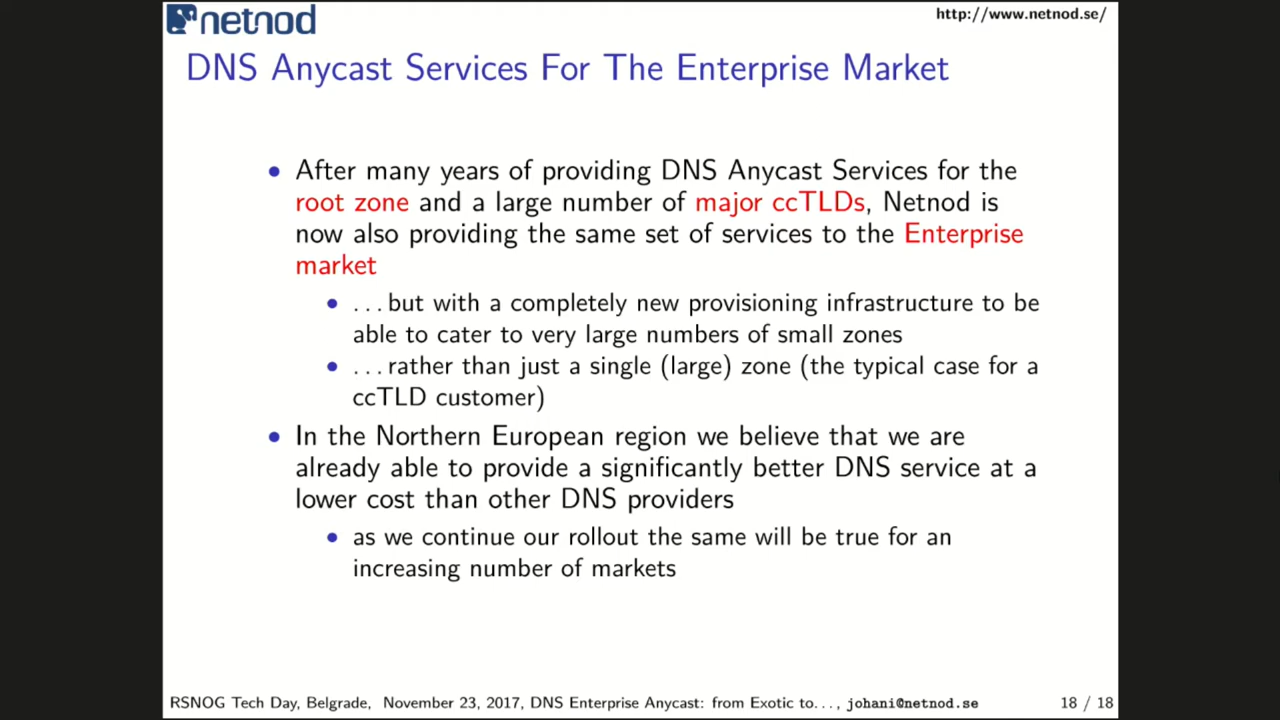 netnod
http://www.netnod.se/
DNS Anycast Services For The Enterprise Market
• After many years of providing DNS Anycast Services for the
root zone and a large number of major ccTLDs, Netnod is
now also providing the same set of services to the Enterprise
market
• ...but with a completely new provisioning infrastructure to be
able to cater to very large numbers of small zones
• ...rather than just a single (large) zone (the typical case for a
ccTLD customer)
• In the Northern European region we believe that we are
already able to provide a significantly better DNS service at a
lower cost than other DNS providers
• as we continue our rollout the same will be true for an
increasing number of markets
RSNOG Tech Day, Belgrade, November 23, 2017, DNS Enterprise Anycast: from Exotic to..., johani@netnod.se 18 / 18